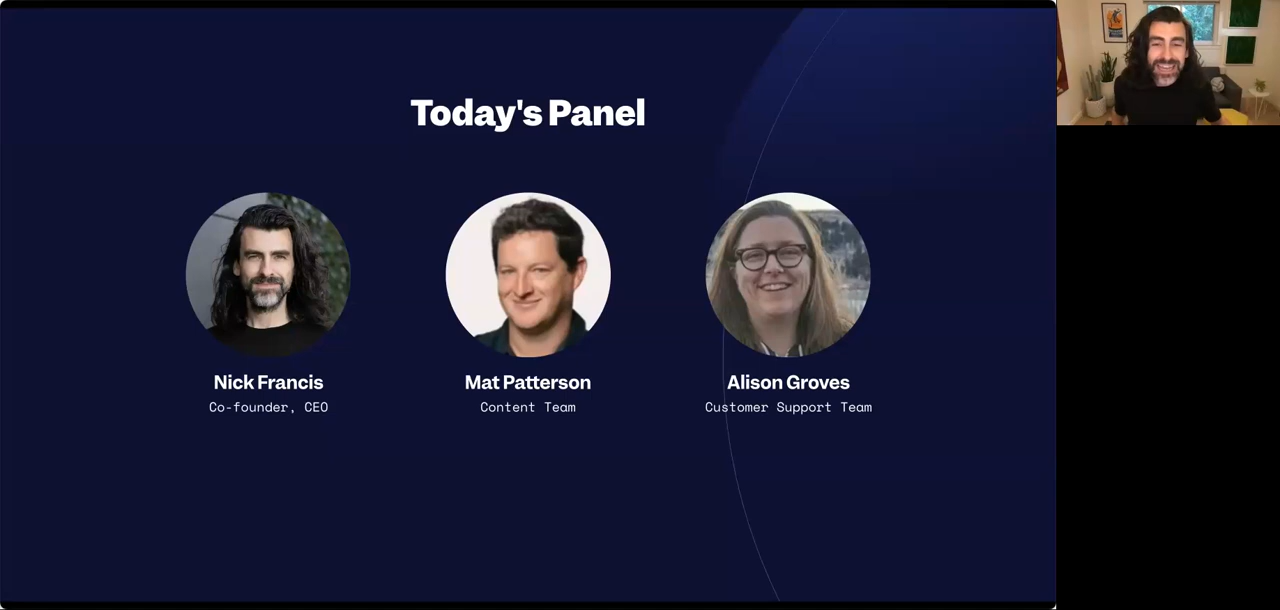 Today's Panel
Nick Francis
Co-founder, CEO
Mat Patterson
Content Team
Alison Groves
Customer Support Team